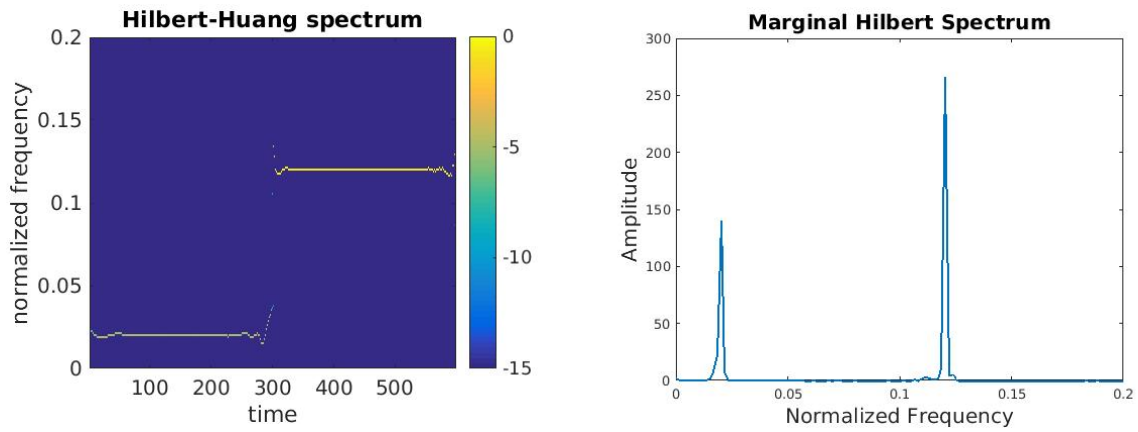 Hilbert-Huang spectrum
normalized frequency
0.2
0.15
0.1
0.05
0
100 200 300 400 500
time
0
-5
-10
-15
Marginal Hilbert Spectrum
Amplitude
300
250
200
150
100
50
0
0 0.05 0.1 0.15 0.2
Normalized Frequency